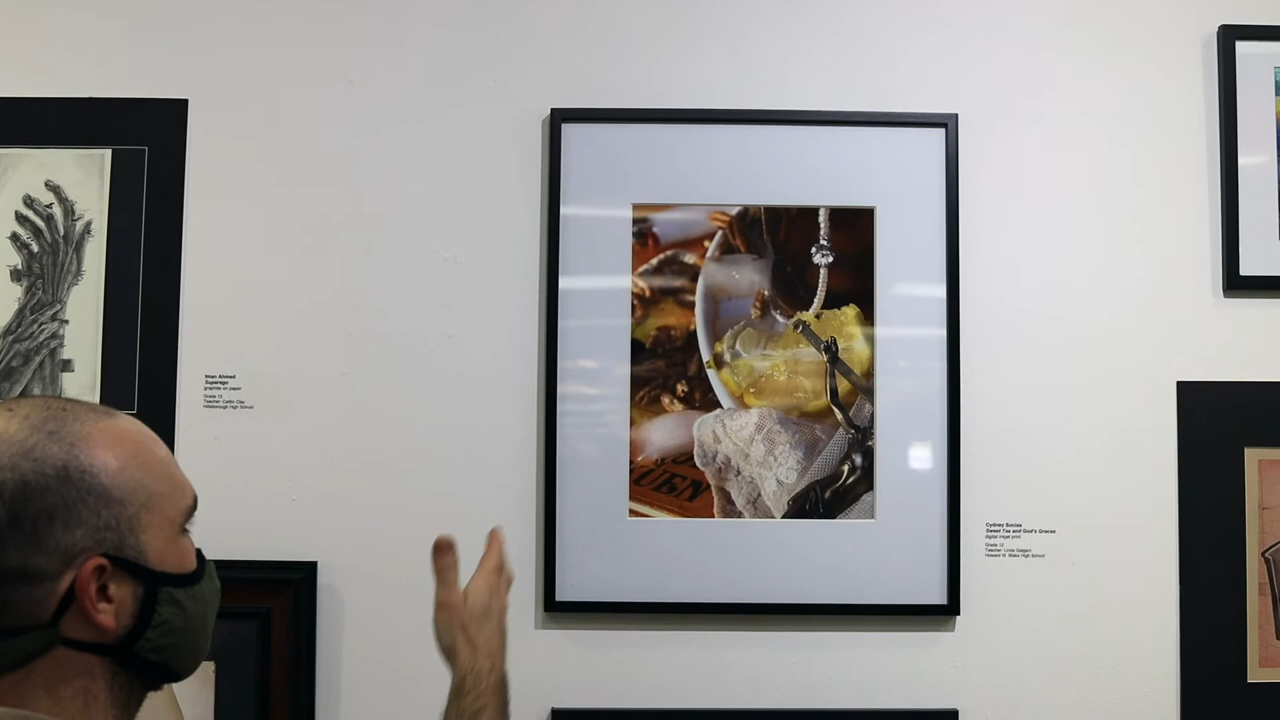 Iman Ahmed
Superego
graphite on paper
Grade 12
Teacher: Caitlin Clay
Hillsborough High School
Cydney Socias
Sweet Tea and God's Graces
digital inkjet print
Grade 12
Teacher: Linda Galgani
Howard W. Blake High School